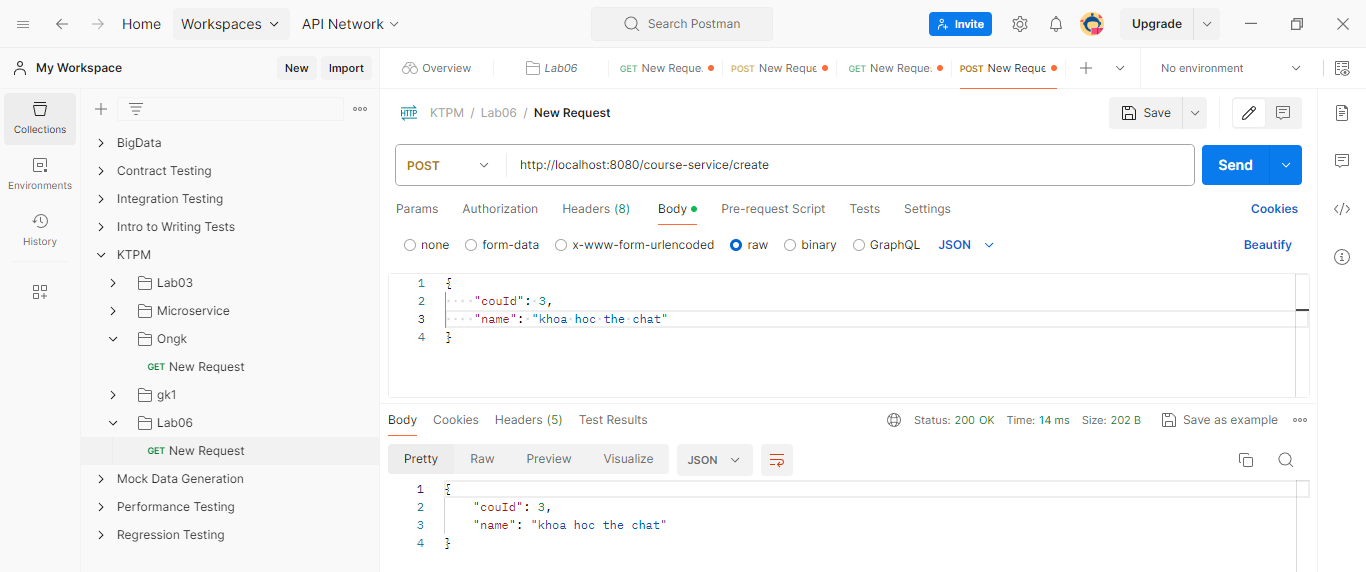 Home Workspaces API Network Search Postman Invite Upgrade
My Workspace New Import Overview Lab06 GET New Reque. POST New Reque GET New Reque. POST New Reque No environment
Collections
Environments
History
BigData
Contract Testing
Integration Testing
Intro to Writing Tests
KTPM
Lab03
Microservice
Ongk
GET New Request
gk1
Lab06
GET New Request
Mock Data Generation
Performance Testing
Regression Testing
HTTP KTPM / Lab06 / New Request Save
POST http://localhost:8080/course-service/create Send
Params Authorization Headers (8) Body Pre-request Script Tests Settings Cookies
none form-data x-www-form-urlencoded raw binary GraphQL JSON Beautify
1 {
2 "couId": 3,
3 "name": "khoa hoc the chat"
4 }
Body Cookies Headers (5) Test Results Status: 200 OK Time: 14 ms Size: 202 B Save as example
Pretty Raw Preview Visualize JSON
1 {
2 "couId": 3,
3 "name": "khoa hoc the chat"
4 }